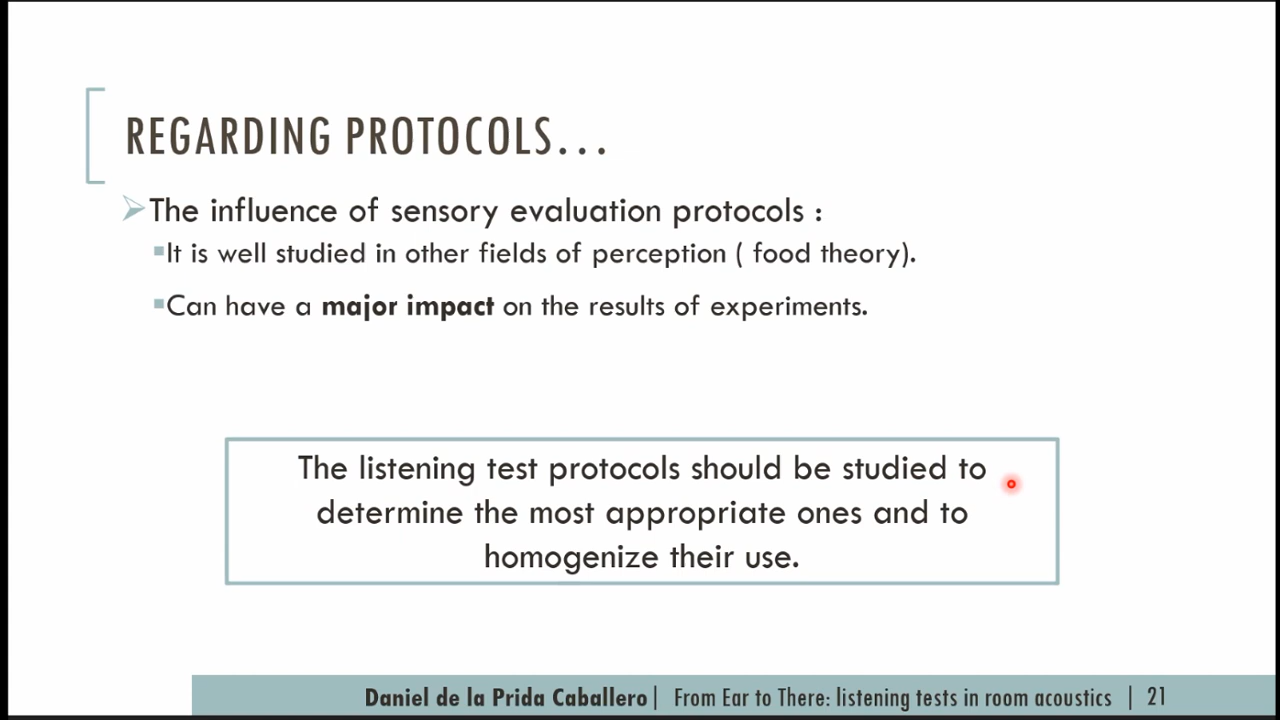 REGARDING PROTOCOLS...
The influence of sensory evaluation protocols :
It is well studied in other fields of perception ( food theory).
Can have a major impact on the results of experiments.
The listening test protocols should be studied to
determine the most appropriate ones and to
homogenize their use.
Daniel de la Prida Caballero| From Ear to There: listening tests in room acoustics | 21